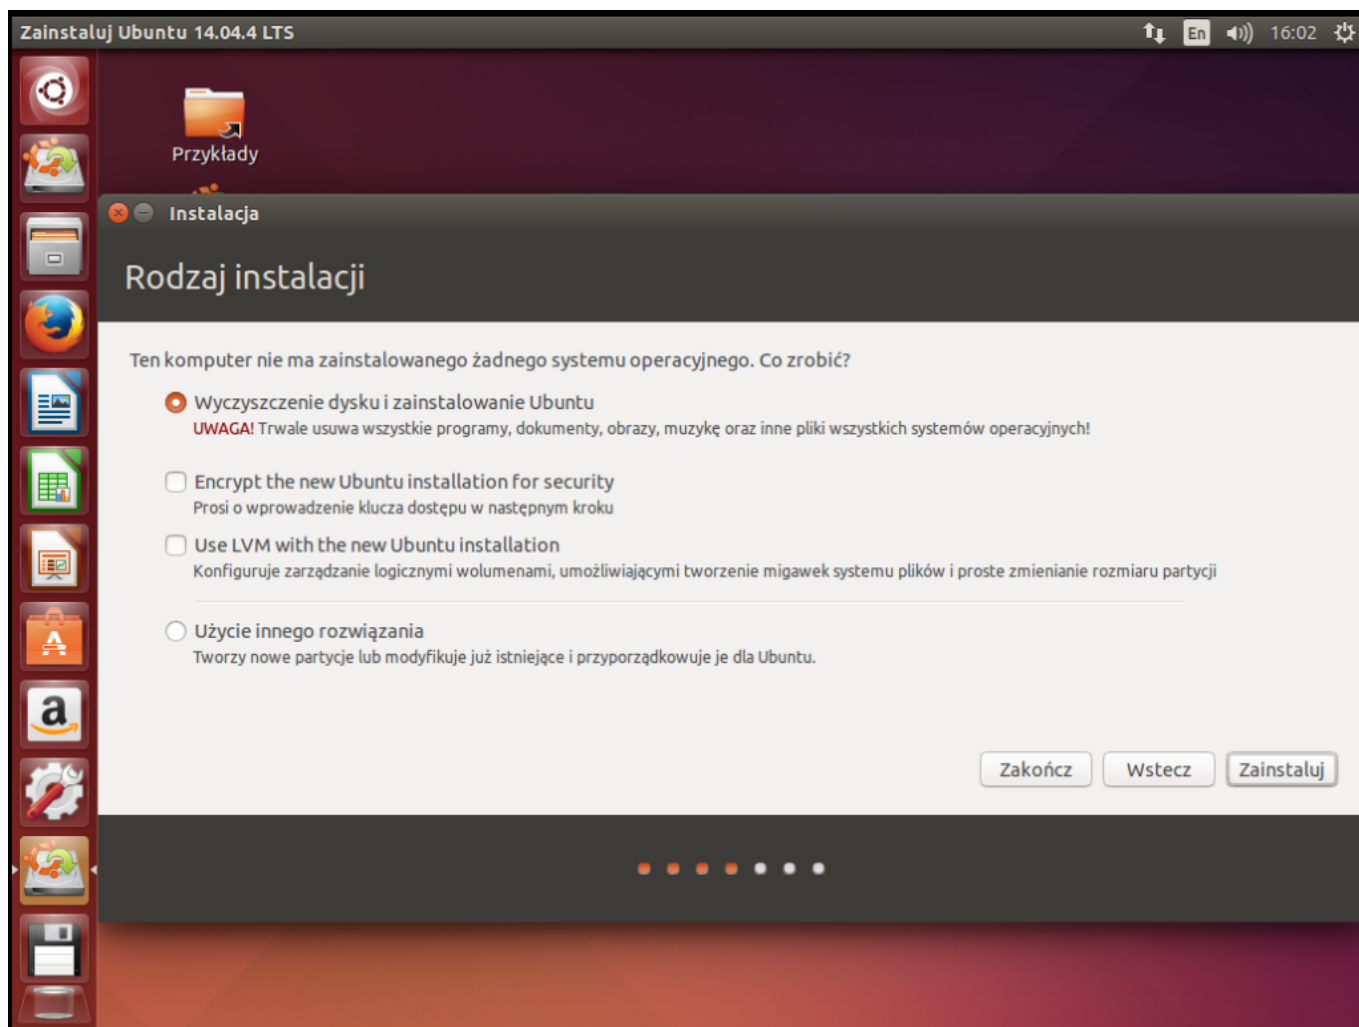 Zainstaluj Ubuntu 14.04.4 LTS
En
16:02
Przykłady
Instalacja
Rodzaj instalacji
Ten komputer nie ma zainstalowanego żadnego systemu operacyjnego. Co zrobić?
Wyczyszczenie dysku i zainstalowanie Ubuntu
UWAGA! Trwale usuwa wszystkie programy, dokumenty, obrazy, muzykę oraz inne pliki wszystkich systemów operacyjnych!
Encrypt the new Ubuntu installation for security
Prosi o wprowadzenie klucza dostępu w następnym kroku
Use LVM with the new Ubuntu installation
Konfiguruje zarządzanie logicznymi wolumenami, umożliwiającymi tworzenie migawek systemu plików i proste zmienianie rozmiaru partycji
Użycie innego rozwiązania
Tworzy nowe partycje lub modyfikuje już istniejące i przyporządkowuje je dla Ubuntu.
a
Zakończ
Wstecz
Zainstaluj